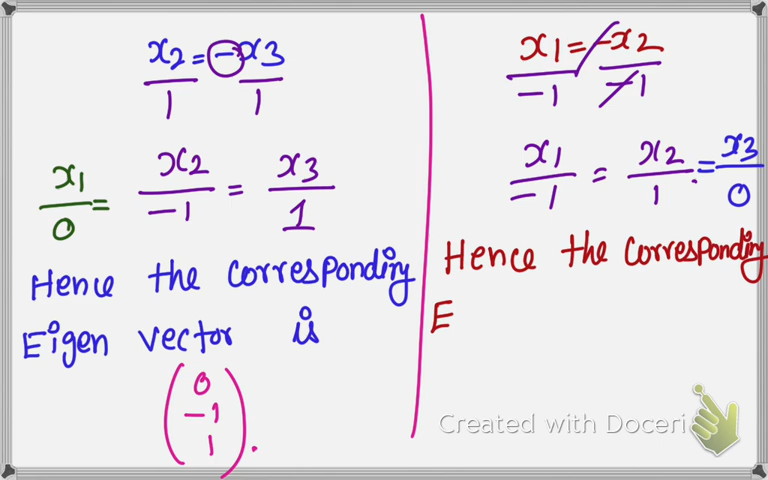 x2/1 = -x3/1
x1/0 = x2/-1 = x3/1
Hence the corresponding
Eigen vector is
(0
-1
1).
x1/-1 = -x2/-1
x1/-1 = x2/1 = x3/0
Hence the corresponding
E
Created with Doceri